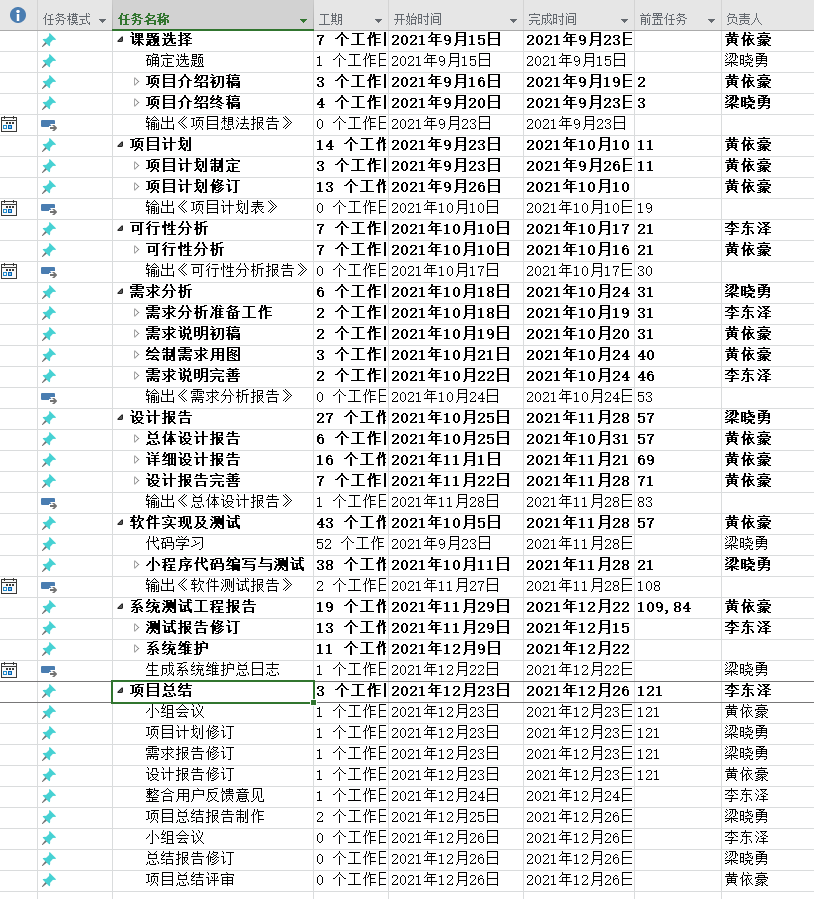 任务模式 任务名称 工期 开始时间 完成时间 前置任务 负责人
课题选择 7 个工作 2021年9月15日 2021年9月23日 黄依豪
确定选题 1 个工作日 2021年9月15日 2021年9月15日 梁晓勇
项目介绍初稿 3 个工作 2021年9月16日 2021年9月19日 2 黄依豪
项目介绍终稿 4 个工作 2021年9月20日 2021年9月23日 3 梁晓勇
输出《项目想法报告》 0 个工作日 2021年9月23日 2021年9月23日
项目计划 14 个工作 2021年9月23日 2021年10月10 11 黄依豪
项目计划制定 3 个工作 2021年9月23日 2021年9月26日 11 黄依豪
项目计划修订 13 个工作 2021年9月26日 2021年10月10 黄依豪
输出《项目计划表》 0 个工作日 2021年10月10日 2021年10月10日 19
可行性分析 7 个工作 2021年10月10日 2021年10月17 21 李东泽
可行性分析 7 个工作 2021年10月10日 2021年10月16 21 黄依豪
输出《可行性分析报告》 0 个工作日 2021年10月17日 2021年10月17日 30
需求分析 6 个工作 2021年10月18日 2021年10月24 31 梁晓勇
需求分析准备工作 2 个工作 2021年10月18日 2021年10月19 31 李东泽
需求说明初稿 2 个工作 2021年10月19日 2021年10月20 31 黄依豪
绘制需求用图 3 个工作 2021年10月21日 2021年10月24 40 黄依豪
需求说明完善 2 个工作 2021年10月22日 2021年10月24 46 李东泽
输出《需求分析报告》 0 个工作日 2021年10月24日 2021年10月24日 53
设计报告 27 个工作 2021年10月25日 2021年11月28 57 梁晓勇
总体设计报告 6 个工作 2021年10月25日 2021年10月31 57 黄依豪
详细设计报告 16 个工作 2021年11月1日 2021年11月21 69 黄依豪
设计报告完善 7 个工作 2021年11月22日 2021年11月28 71 黄依豪
输出《总体设计报告》 1 个工作日 2021年11月28日 2021年11月28日 83
软件实现及测试 43 个工作 2021年10月5日 2021年11月28 57 黄依豪
代码学习 52 个工作 2021年9月23日 2021年11月28日 梁晓勇
小程序代码编写与测试 38 个工作 2021年10月11日 2021年11月28 21 梁晓勇
输出《软件测试报告》 2 个工作日 2021年11月27日 2021年11月28日 108
系统测试工程报告 19 个工作 2021年11月29日 2021年12月22 109,84 黄依豪
测试报告修订 13 个工作 2021年11月29日 2021年12月15 李东泽
系统维护 11 个工作 2021年12月9日 2021年12月22
生成系统维护总日志 1 个工作日 2021年12月22日 2021年12月22日 梁晓勇
项目总结 3 个工作 2021年12月23日 2021年12月26 121 李东泽
小组会议 1 个工作日 2021年12月23日 2021年12月23日 121 黄依豪
项目计划修订 1 个工作日 2021年12月23日 2021年12月23日 121 梁晓勇
需求报告修订 1 个工作日 2021年12月23日 2021年12月23日 121 梁晓勇
设计报告修订 1 个工作日 2021年12月23日 2021年12月23日 121 黄依豪
整合用户反馈意见 1 个工作日 2021年12月24日 2021年12月24日 李东泽
项目总结报告制作 2 个工作日 2021年12月25日 2021年12月26日 梁晓勇
小组会议 0 个工作日 2021年12月26日 2021年12月26日 李东泽
总结报告修订 0 个工作日 2021年12月26日 2021年12月26日 梁晓勇
项目总结评审 0 个工作日 2021年12月26日 2021年12月26日 黄依豪